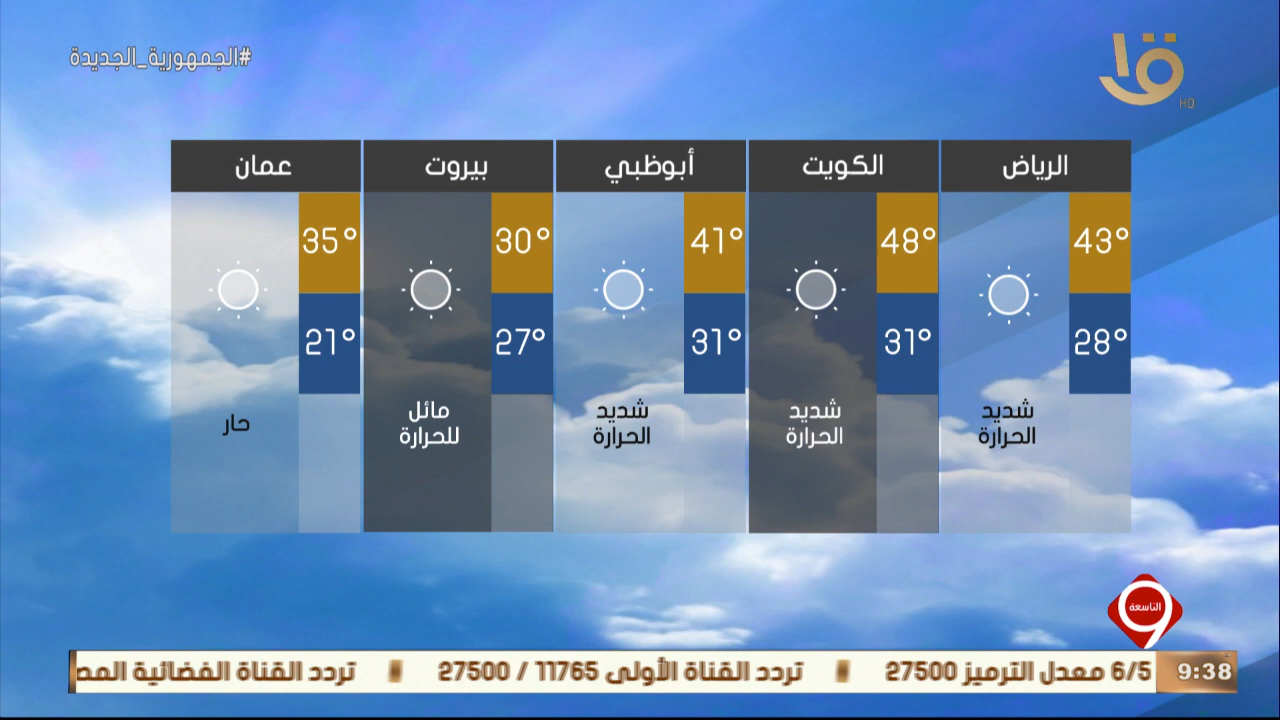 #الجمهورية_الجديدة
HD
الرياض
43°
28°
شديد
الحرارة
الكويت
48°
31°
شديد
الحرارة
أبوظبي
41°
31°
شديد
الحرارة
بيروت
30°
27°
مائل
للحرارة
عمان
35°
21°
حار
التاسعة
9
9:38
6/5 معدل الترميز 27500 تردد القناة الأولى 11765 / 27500 تردد القناة الفضائية المص